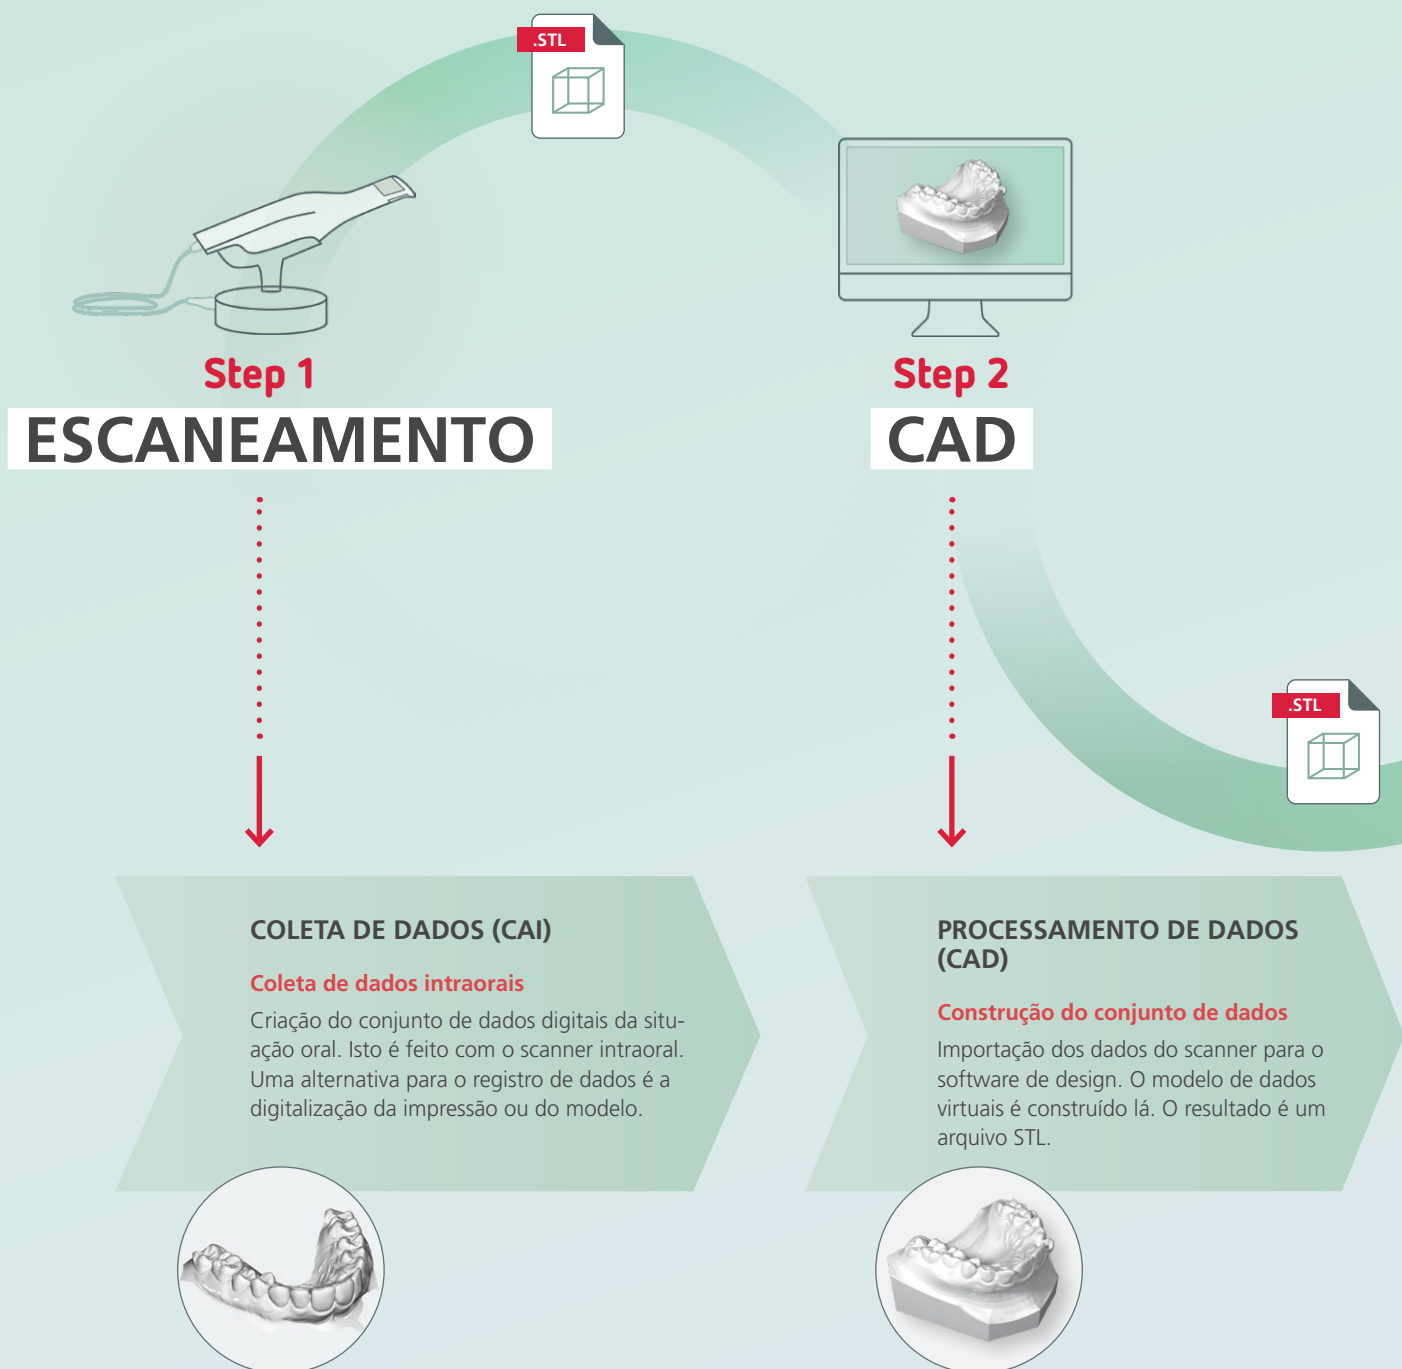 .STL
Step 1
ESCANEAMENTO
Step 2
CAD
.STL
COLETA DE DADOS (CAI)
Coleta de dados intraorais
Criação do conjunto de dados digitais da situ-
ação oral. Isto é feito com o scanner intraoral.
Uma alternativa para o registro de dados é a
digitalização da impressão ou do modelo.
PROCESSAMENTO DE DADOS
(CAD)
Construção do conjunto de dados
Importação dos dados do scanner para o
software de design. O modelo de dados
virtuais é construído lá. O resultado é um
arquivo STL.